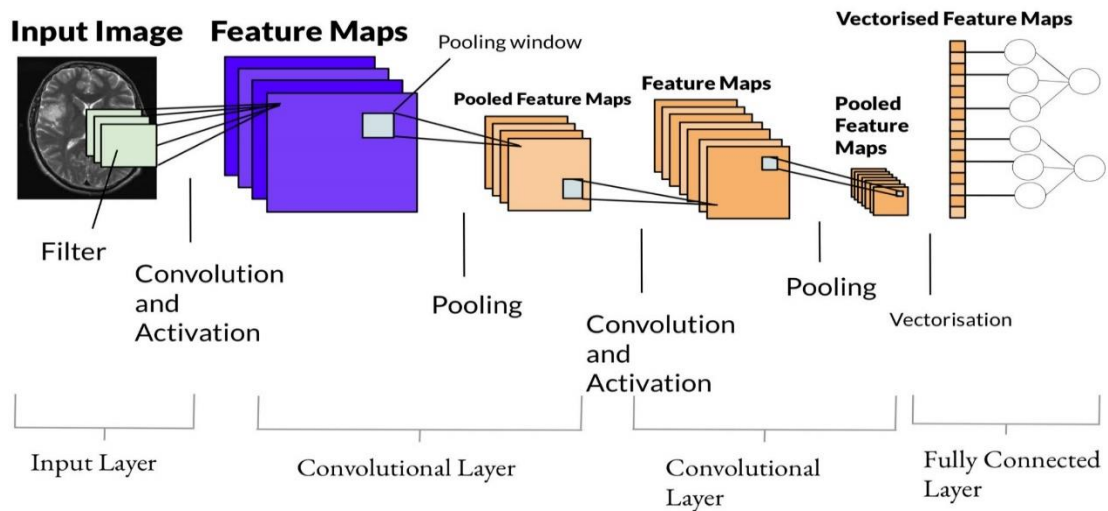 Input Image
Feature Maps
Pooling window
Pooled Feature Maps
Feature Maps
Pooled
Feature
Maps
Vectorised Feature Maps
Filter
Convolution
and
Activation
Pooling
Convolution
and
Activation
Pooling
Vectorisation
Input Layer
Convolutional Layer
Convolutional
Layer
Fully Connected
Layer